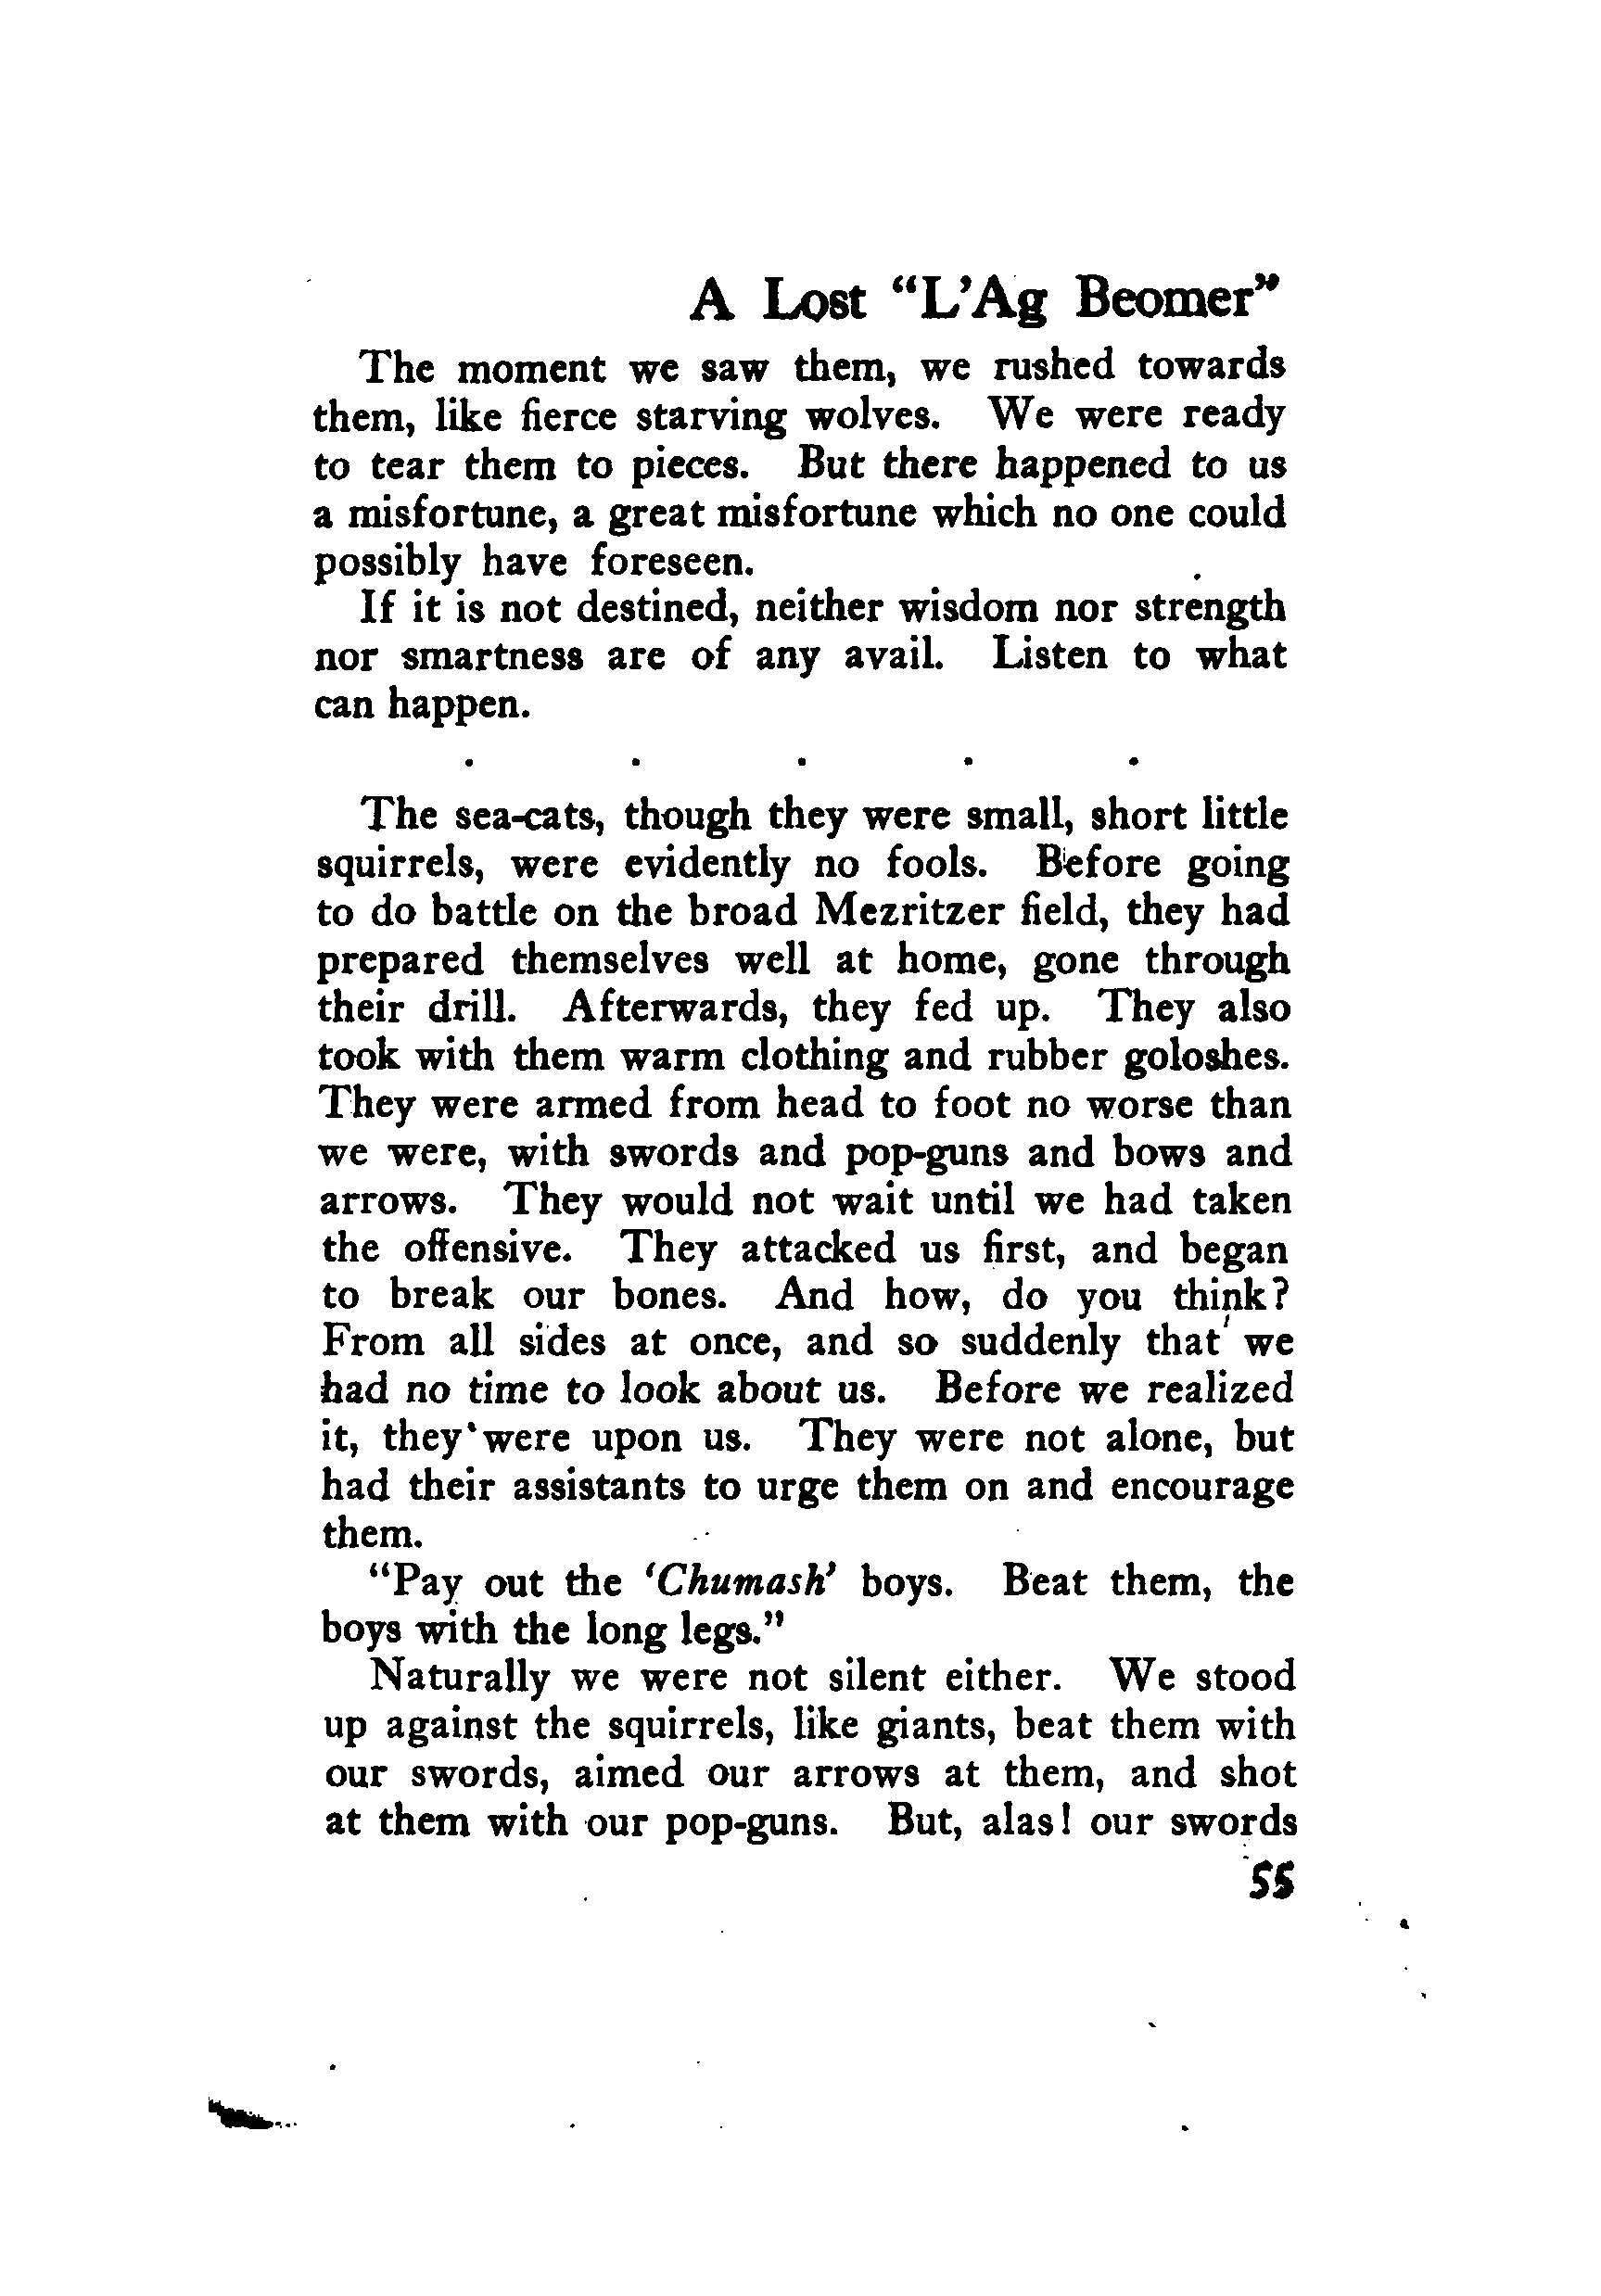 A Lost "L'Ag Beomer"
The moment we saw them, we rushed towards
them, like fierce starving wolves. We were ready
to tear them to pieces. But there happened to us
a misfortune, a great misfortune which no one could
possibly have foreseen.
If it is not destined, neither wisdom nor strength
nor smartness are of any avail. Listen to what
can happen.
. . . . .
The sea-cats, though they were small, short little
squirrels, were evidently no fools. Before going
to do battle on the broad Mezritzer field, they had
prepared themselves well at home, gone through
their drill. Afterwards, they fed up. They also
took with them warm clothing and rubber goloshes.
They were armed from head to foot no worse than
we were, with swords and pop-guns and bows and
arrows. They would not wait until we had taken
the offensive. They attacked us first, and began
to break our bones. And how, do you think?
From all sides at once, and so suddenly that we
had no time to look about us. Before we realized
it, they were upon us. They were not alone, but
had their assistants to urge them on and encourage
them.
"Pay out the 'Chumash' boys. Beat them, the
boys with the long legs."
Naturally we were not silent either. We stood
up against the squirrels, like giants, beat them with
our swords, aimed our arrows at them, and shot
at them with our pop-guns. But, alas! our swords
55